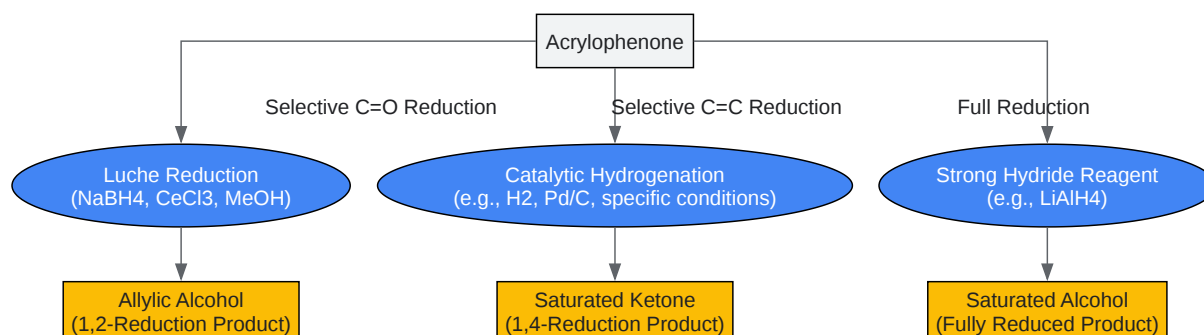 Acrylophenone
Selective C=O Reduction
Selective C=C Reduction
Full Reduction
Luche Reduction
(NaBH4, CeCl3, MeOH)
Catalytic Hydrogenation
(e.g., H2, Pd/C, specific conditions)
Strong Hydride Reagent
(e.g., LiAlH4)
Allylic Alcohol
(1,2-Reduction Product)
Saturated Ketone
(1,4-Reduction Product)
Saturated Alcohol
(Fully Reduced Product)